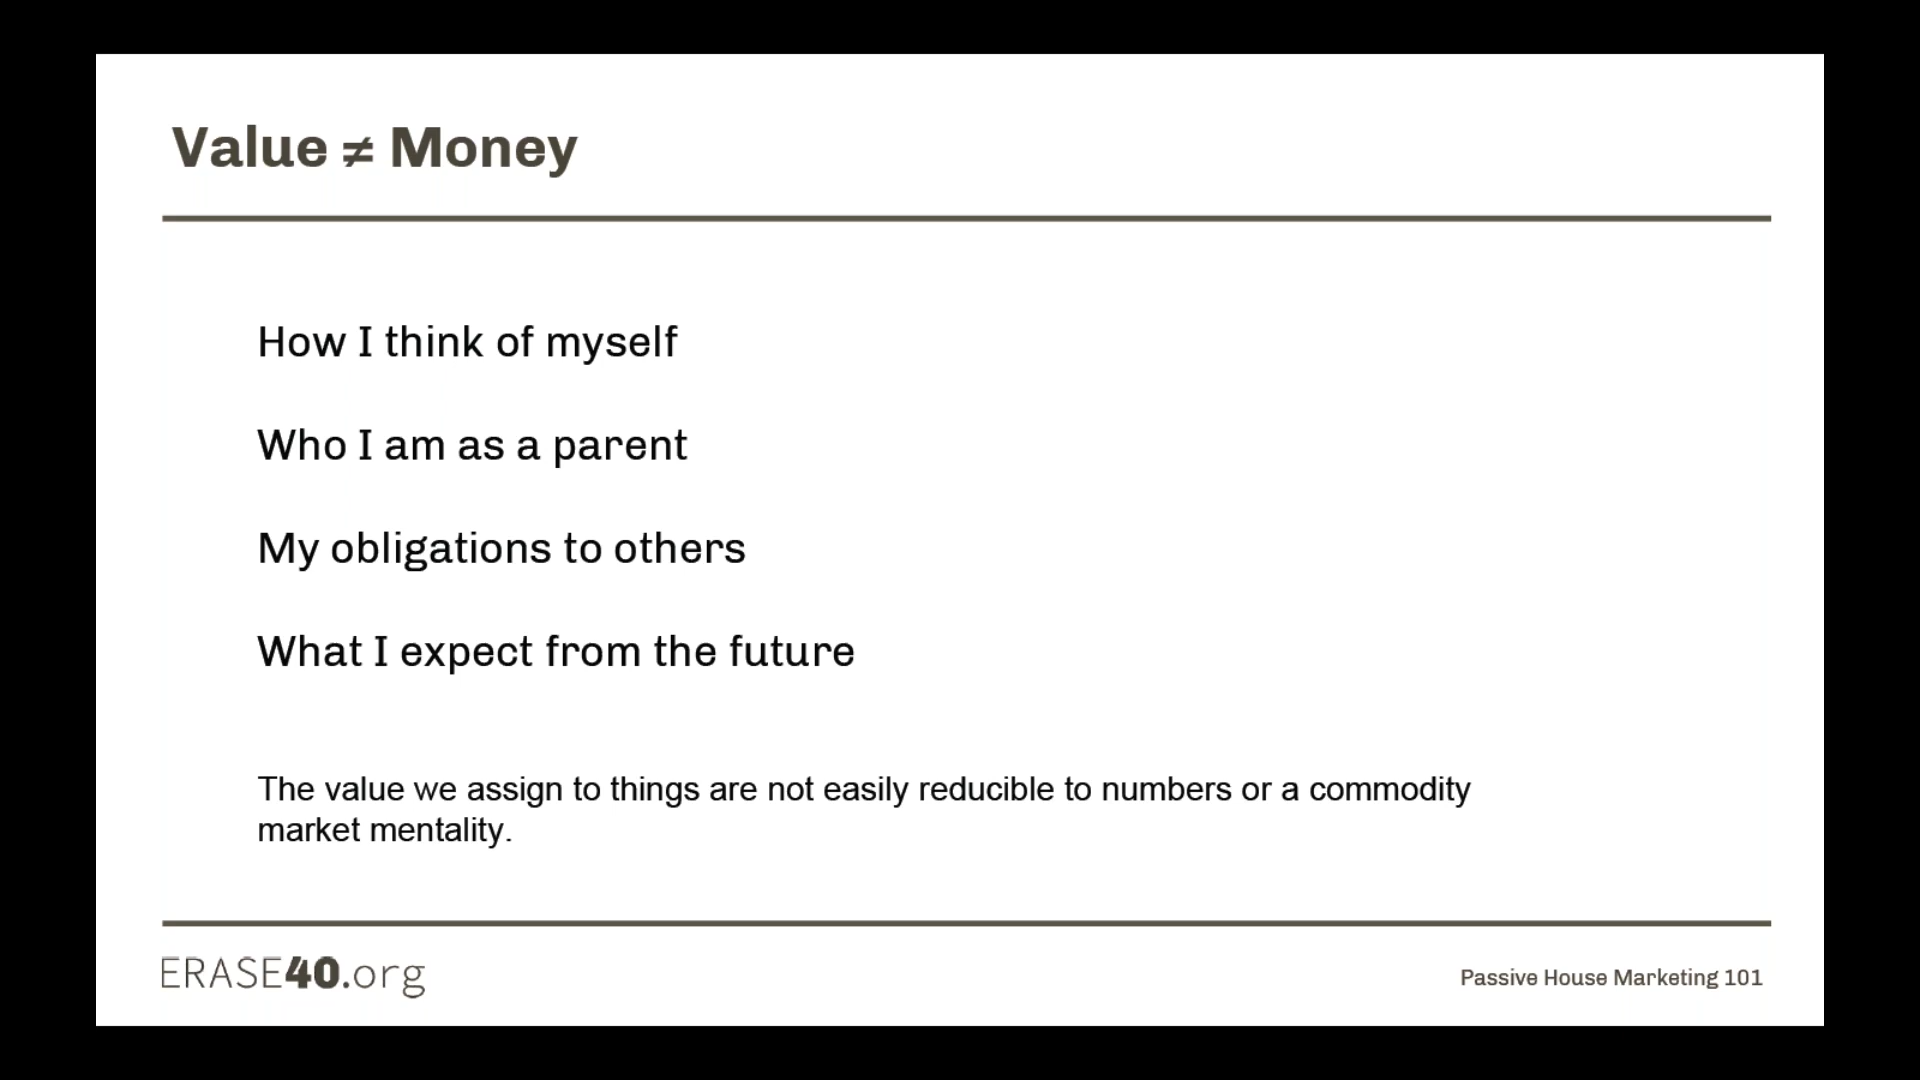 Value ≠ Money
How I think of myself
Who I am as a parent
My obligations to others
What I expect from the future
The value we assign to things are not easily reducible to numbers or a commodity
market mentality.
ERASE40.org
Passive House Marketing 101